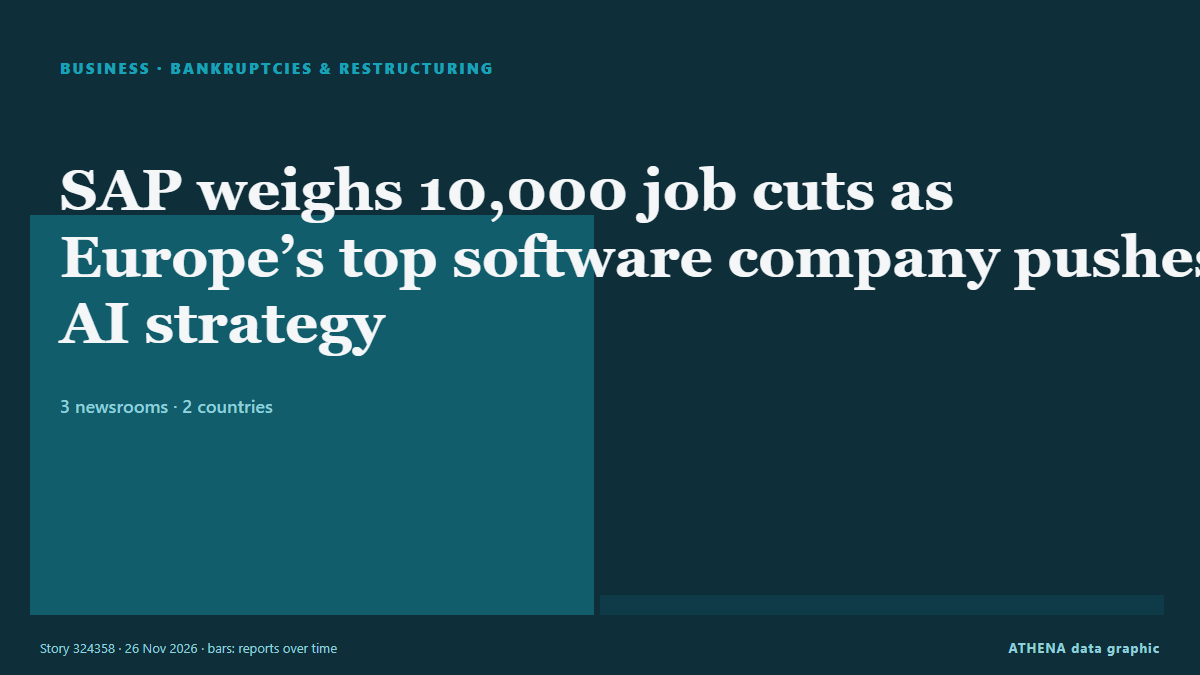 BUSINESS · BANKRUPTCIES & RESTRUCTURING
SAP weighs 10,000 job cuts as
Europe’s top software company pushes
AI strategy
3 newsrooms · 2 countries
Story 324358 · 26 Nov 2026 · bars: reports over time
ATHENA data graphic